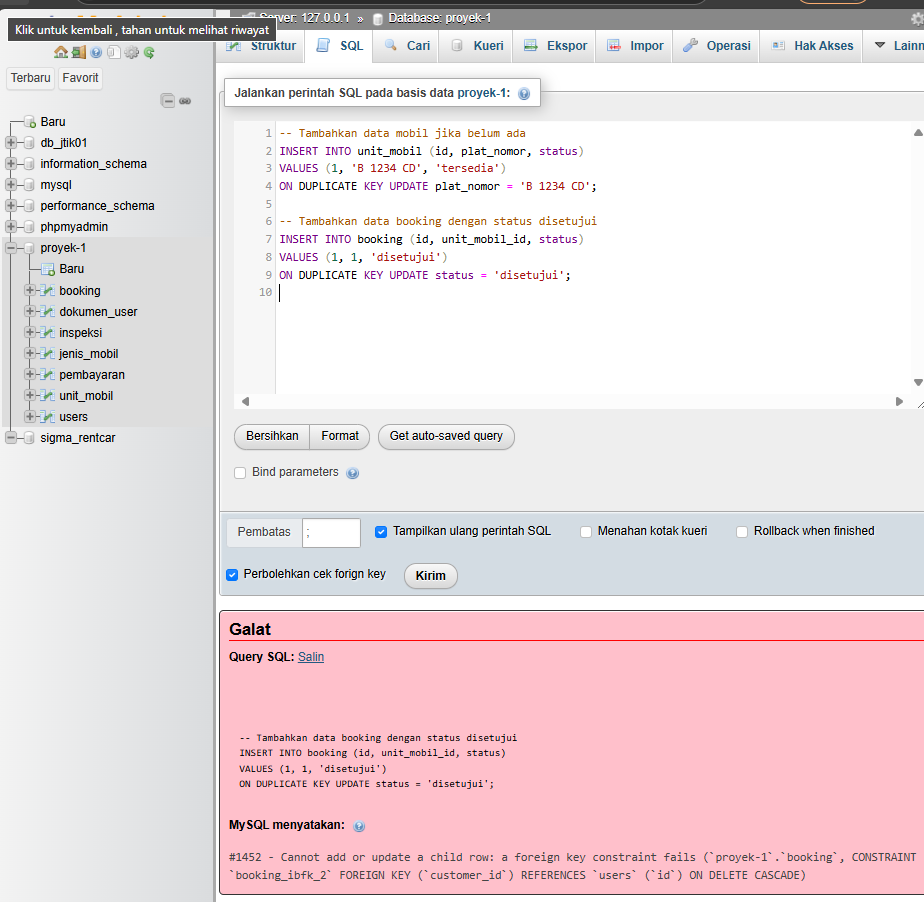 Server: 127.0.0.1 » Database: proyek-1
Klik untuk kembali , tahan untuk melihat riwayat
Struktur
SQL
Cari
Kueri
Ekspor
Impor
Operasi
Hak Akses
Lainn
Terbaru
Favorit
Baru
db_jtik01
information_schema
mysql
performance_schema
phpmyadmin
proyek-1
Baru
booking
dokumen_user
inspeksi
jenis_mobil
pembayaran
unit_mobil
users
sigma_rentcar
Jalankan perintah SQL pada basis data proyek-1:
1 -- Tambahkan data mobil jika belum ada
2 INSERT INTO unit_mobil (id, plat_nomor, status)
3 VALUES (1, 'B 1234 CD', 'tersedia')
4 ON DUPLICATE KEY UPDATE plat_nomor = 'B 1234 CD';
5
6 -- Tambahkan data booking dengan status disetujui
7 INSERT INTO booking (id, unit_mobil_id, status)
8 VALUES (1, 1, 'disetujui')
9 ON DUPLICATE KEY UPDATE status = 'disetujui';
10
Bersihkan
Format
Get auto-saved query
Bind parameters
Pembatas
;
Tampilkan ulang perintah SQL
Menahan kotak kueri
Rollback when finished
Perbolehkan cek forign key
Kirim
Galat
Query SQL: Salin
-- Tambahkan data booking dengan status disetujui
INSERT INTO booking (id, unit_mobil_id, status)
VALUES (1, 1, 'disetujui')
ON DUPLICATE KEY UPDATE status = 'disetujui';
MySQL menyatakan:
#1452 - Cannot add or update a child row: a foreign key constraint fails (`proyek-1`.`booking`, CONSTRAINT
`booking_ibfk_2` FOREIGN KEY (`customer_id`) REFERENCES `users` (`id`) ON DELETE CASCADE)